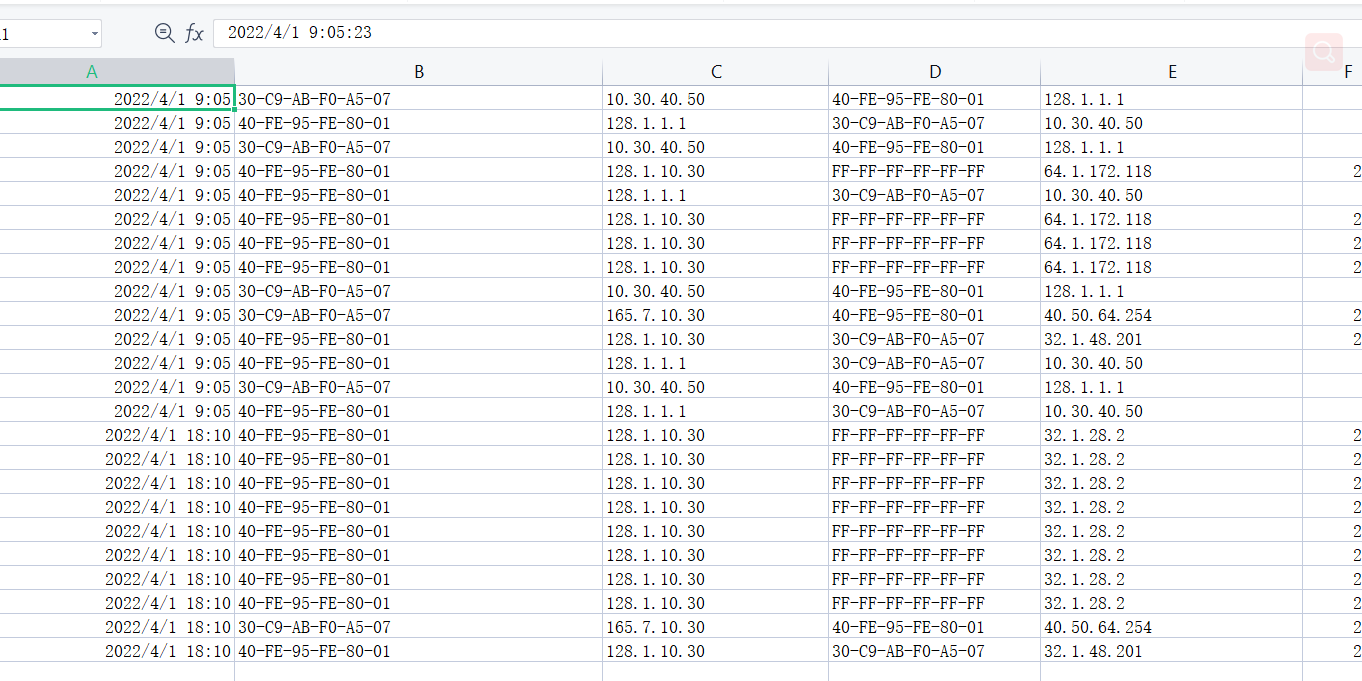 1 fx 2022/4/1 9:05:23
A B C D E F
2022/4/1 9:05 30-C9-AB-F0-A5-07 10.30.40.50 40-FE-95-FE-80-01 128.1.1.1
2022/4/1 9:05 40-FE-95-FE-80-01 128.1.1.1 30-C9-AB-F0-A5-07 10.30.40.50
2022/4/1 9:05 30-C9-AB-F0-A5-07 10.30.40.50 40-FE-95-FE-80-01 128.1.1.1
2022/4/1 9:05 40-FE-95-FE-80-01 128.1.10.30 FF-FF-FF-FF-FF-FF 64.1.172.118 2
2022/4/1 9:05 40-FE-95-FE-80-01 128.1.1.1 30-C9-AB-F0-A5-07 10.30.40.50
2022/4/1 9:05 40-FE-95-FE-80-01 128.1.10.30 FF-FF-FF-FF-FF-FF 64.1.172.118 2
2022/4/1 9:05 40-FE-95-FE-80-01 128.1.10.30 FF-FF-FF-FF-FF-FF 64.1.172.118 2
2022/4/1 9:05 40-FE-95-FE-80-01 128.1.10.30 FF-FF-FF-FF-FF-FF 64.1.172.118 2
2022/4/1 9:05 30-C9-AB-F0-A5-07 10.30.40.50 40-FE-95-FE-80-01 128.1.1.1
2022/4/1 9:05 30-C9-AB-F0-A5-07 165.7.10.30 40-FE-95-FE-80-01 40.50.64.254 2
2022/4/1 9:05 40-FE-95-FE-80-01 128.1.10.30 30-C9-AB-F0-A5-07 32.1.48.201 2
2022/4/1 9:05 40-FE-95-FE-80-01 128.1.1.1 30-C9-AB-F0-A5-07 10.30.40.50
2022/4/1 9:05 30-C9-AB-F0-A5-07 10.30.40.50 40-FE-95-FE-80-01 128.1.1.1
2022/4/1 9:05 40-FE-95-FE-80-01 128.1.1.1 30-C9-AB-F0-A5-07 10.30.40.50
2022/4/1 18:10 40-FE-95-FE-80-01 128.1.10.30 FF-FF-FF-FF-FF-FF 32.1.28.2 2
2022/4/1 18:10 40-FE-95-FE-80-01 128.1.10.30 FF-FF-FF-FF-FF-FF 32.1.28.2 2
2022/4/1 18:10 40-FE-95-FE-80-01 128.1.10.30 FF-FF-FF-FF-FF-FF 32.1.28.2 2
2022/4/1 18:10 40-FE-95-FE-80-01 128.1.10.30 FF-FF-FF-FF-FF-FF 32.1.28.2 2
2022/4/1 18:10 40-FE-95-FE-80-01 128.1.10.30 FF-FF-FF-FF-FF-FF 32.1.28.2 2
2022/4/1 18:10 40-FE-95-FE-80-01 128.1.10.30 FF-FF-FF-FF-FF-FF 32.1.28.2 2
2022/4/1 18:10 40-FE-95-FE-80-01 128.1.10.30 FF-FF-FF-FF-FF-FF 32.1.28.2 2
2022/4/1 18:10 40-FE-95-FE-80-01 128.1.10.30 FF-FF-FF-FF-FF-FF 32.1.28.2 2
2022/4/1 18:10 30-C9-AB-F0-A5-07 165.7.10.30 40-FE-95-FE-80-01 40.50.64.254 2
2022/4/1 18:10 40-FE-95-FE-80-01 128.1.10.30 30-C9-AB-F0-A5-07 32.1.48.201 2